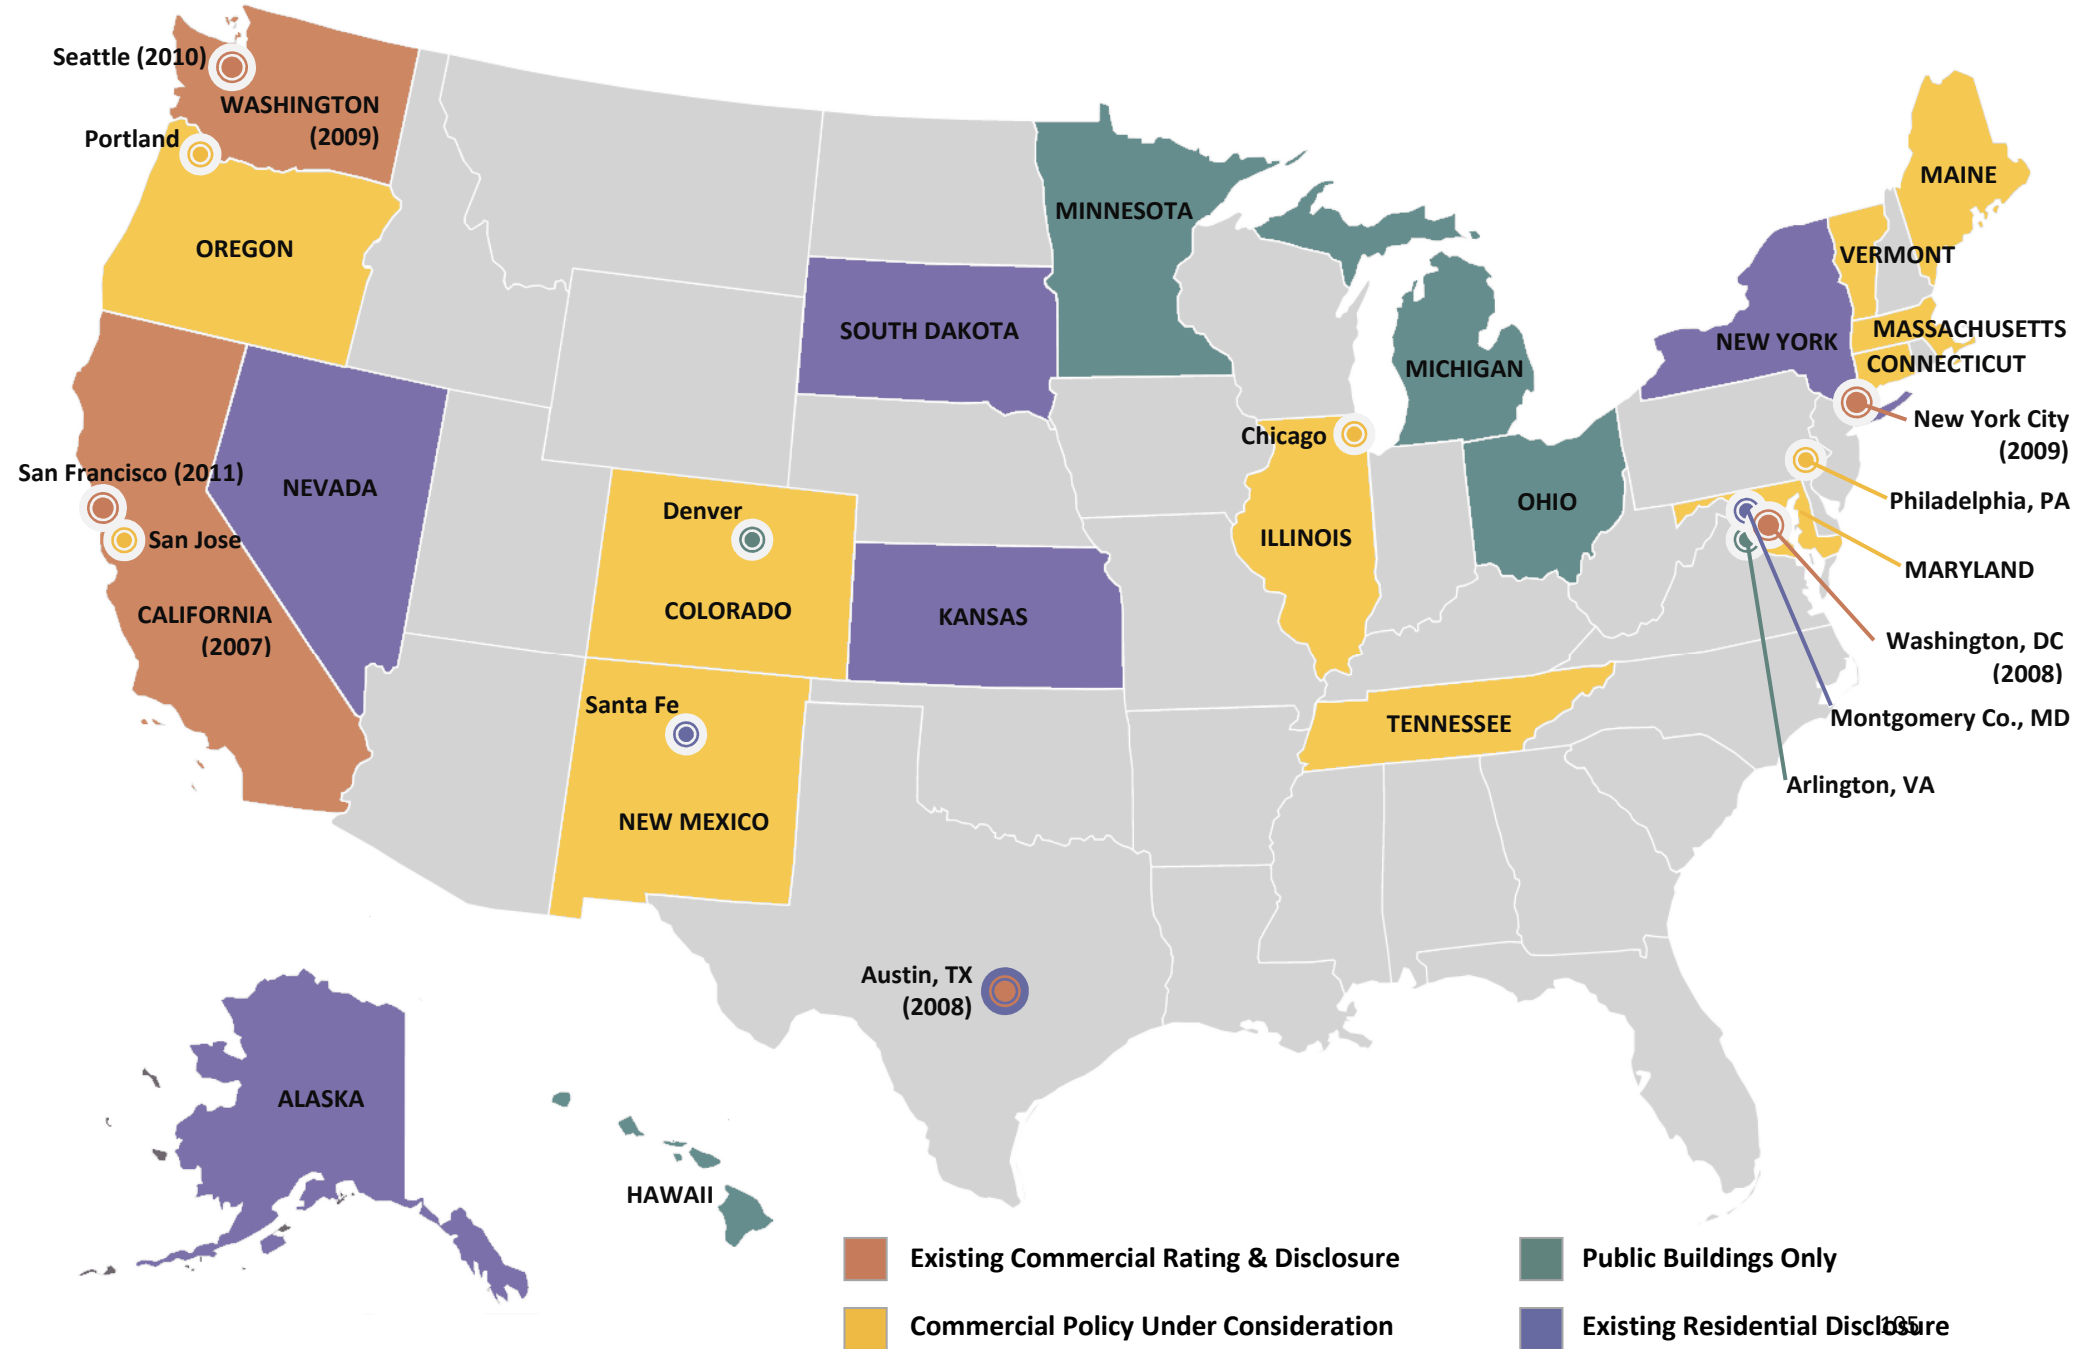 Seattle (2010)
WASHINGTON
(2009)
Portland
OREGON
MINNESOTA
MAINE
VERMONT
SOUTH DAKOTA
MICHIGAN
NEW YORK
MASSACHUSETTS
CONNECTICUT
New York City
(2009)
Chicago
San Francisco (2011)
NEVADA
Denver
OHIO
Philadelphia, PA
San Jose
ILLINOIS
MARYLAND
CALIFORNIA
(2007)
COLORADO
KANSAS
Washington, DC
(2008)
Santa Fe
TENNESSEE
Montgomery Co., MD
Arlington, VA
NEW MEXICO
Austin, TX
(2008)
ALASKA
HAWAII
Existing Commercial Rating & Disclosure
Public Buildings Only
Commercial Policy Under Consideration
Existing Residential Disclosure
105